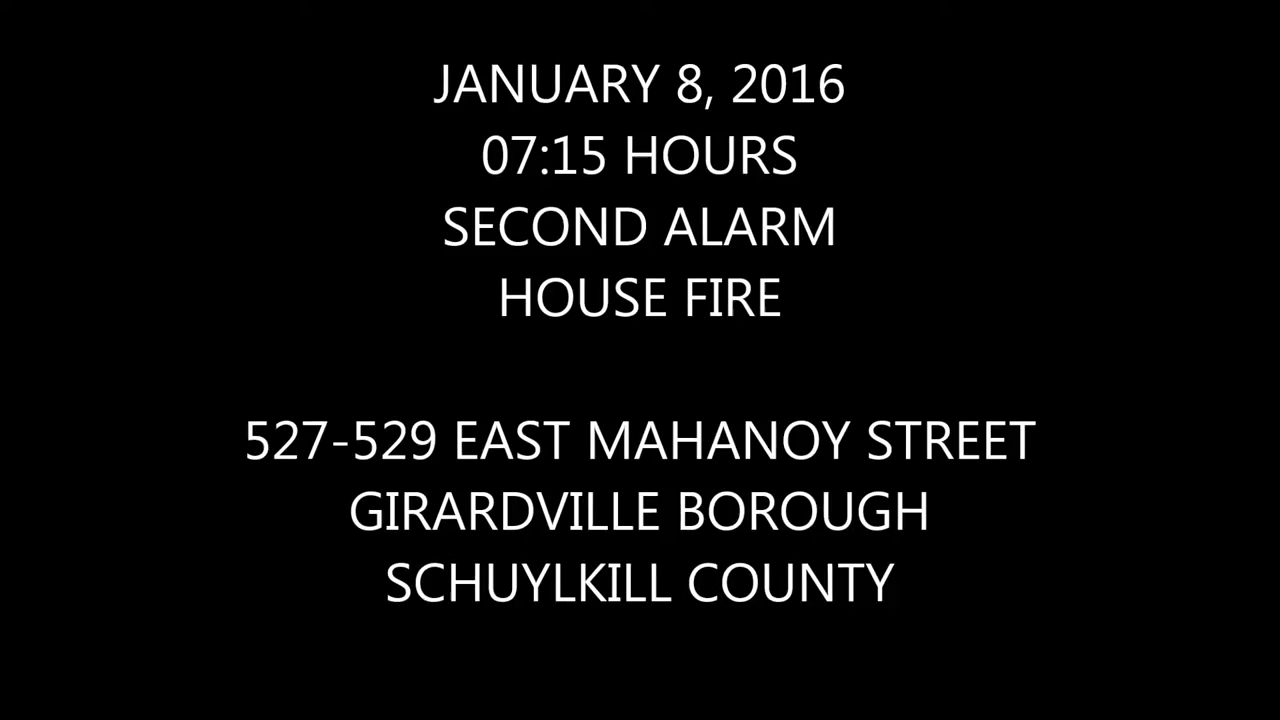 JANUARY 8, 2016
07:15 HOURS
SECOND ALARM
HOUSE FIRE
527-529 EAST MAHANOY STREET
GIRARDVILLE BOROUGH
SCHUYLKILL COUNTY